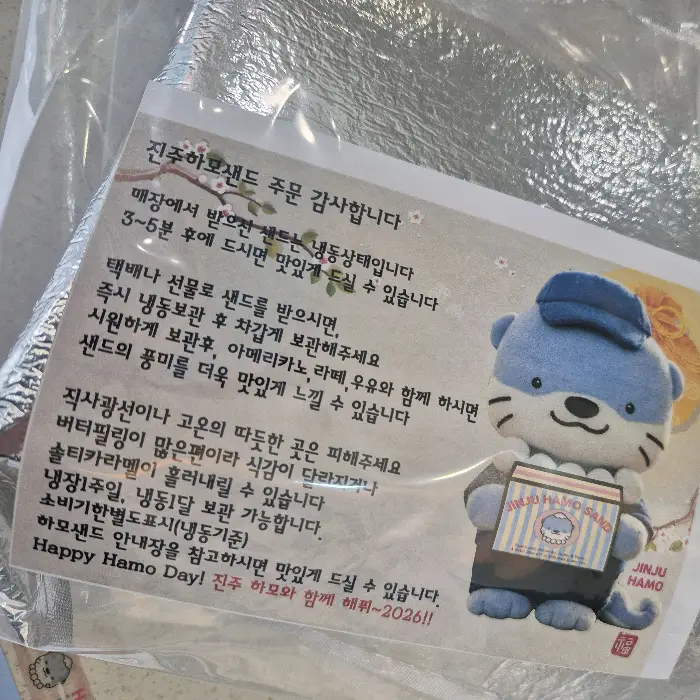 진주하모샌드 주문 감사합니다
매장에서 받으신 샌드는 냉동상태입니다
3~5분 후에 드시면 맛있게 드실 수 있습니다
택배나 선물로 샌드를 받으시면,
즉시 냉동보관 후 차갑게 보관해주세요
시원하게 보관후, 아메리카노, 라떼, 우유와 함께 하시면
샌드의 풍미를 더욱 맛있게 느낄 수 있습니다
직사광선이나 고온의 따듯한 곳은 피해주세요
버터필링이 많은편이라 식감이 달라지거나
솔티카라멜이 흘러내릴 수 있습니다
냉장1주일, 냉동1달 보관 가능합니다.
소비기한별도표시(냉동기준)
하모샌드 안내장을 참고하시면 맛있게 드실 수 있습니다.
Happy Hamo Day! 진주 하모와 함께 해퓌~2026!!
JINJU HAMO SAND
JINJU
HAMO